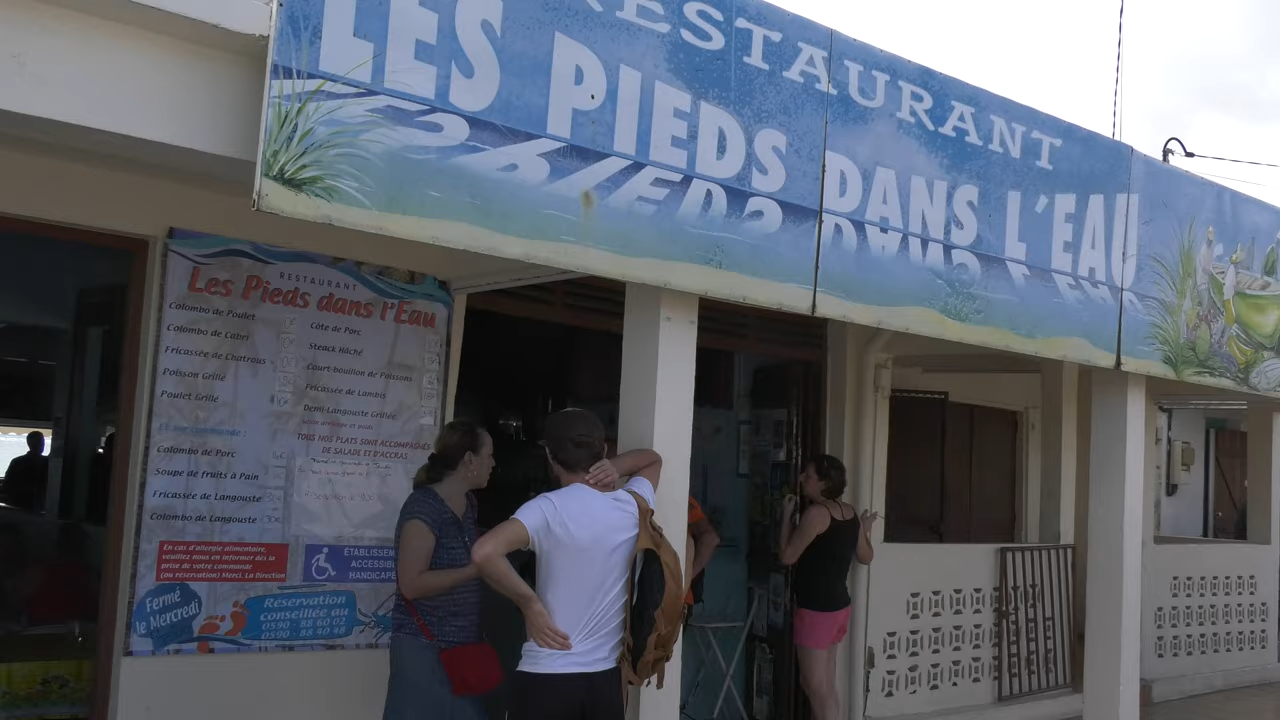 RESTAURANT
LES PIEDS DANS L'EAU
RESTAURANT
Les Pieds dans l'Eau
Colombo de Poulet
Colombo de Cabri
Fricassée de Chatrous
Poisson Grillé
Poulet Grillé
Et sur commande :
Colombo de Porc
Soupe de fruits à Pain
Fricassée de Langouste
Colombo de Langouste
Côte de Porc
Steack Hâché
Court-bouillon de Poissons
Fricassée de Lambis
Demi-Langouste Grillée
TOUS NOS PLATS SONT ACCOMPAGNÉS
DE SALADE ET D'ACCRAS
En cas d'allergie alimentaire,
veuillez nous en informer dès la
prise de votre commande
(ou réservation) Merci. La Direction
ÉTABLISSEM
ACCESSIB
HANDICAPÉ
Fermé
le Mercredi
Réservation
conseillée au
0590 - 88 60 02
0590 - 88 40 48